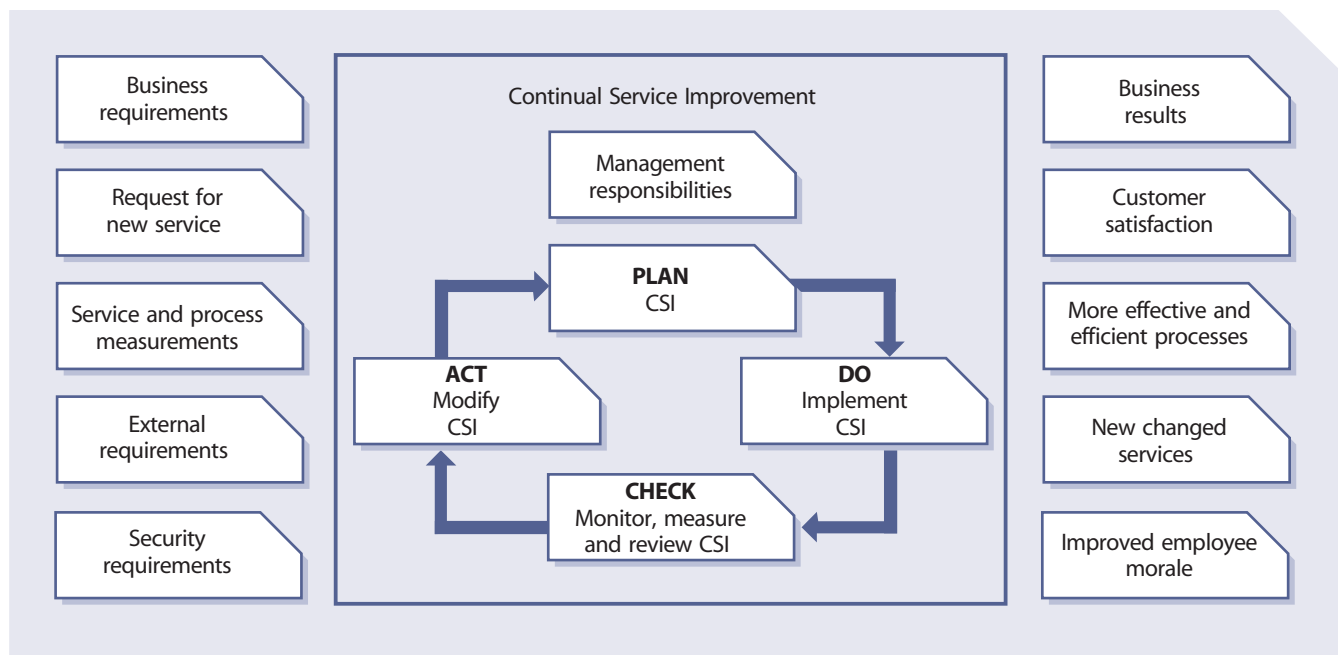 Business
requirements
Request for
new service
Service and process
measurements
External
requirements
Security
requirements
Continual Service Improvement
Management
responsibilities
PLAN
CSI
ACT
Modify
CSI
DO
Implement
CSI
CHECK
Monitor, measure
and review CSI
Business
results
Customer
satisfaction
More effective and
efficient processes
New changed
services
Improved employee
morale